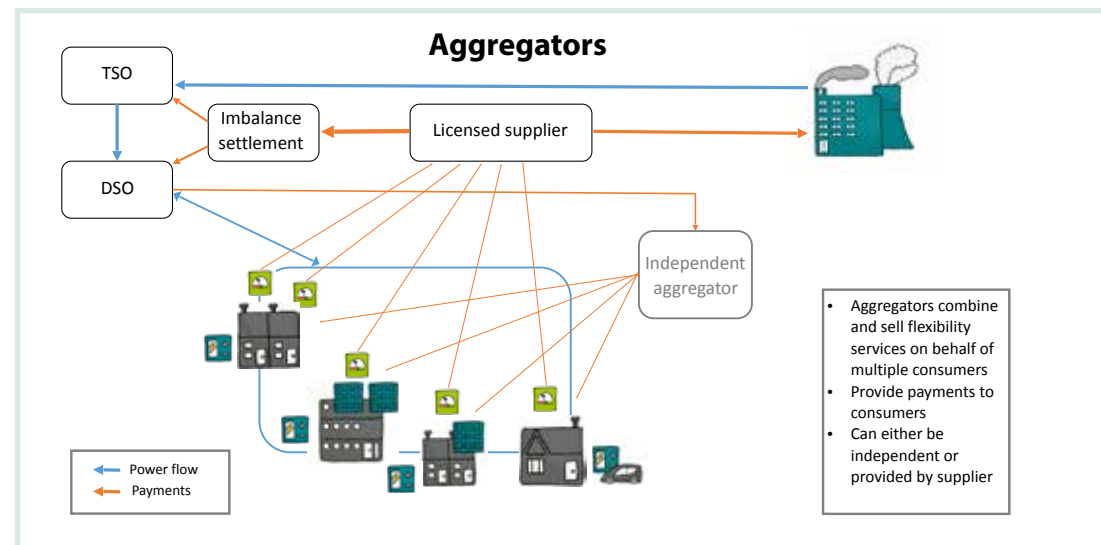 Aggregators
TSO
Imbalance
settlement
Licensed supplier
DSO
Independent
aggregator
• Aggregators combine
and sell flexibility
services on behalf of
multiple consumers
• Provide payments to
consumers
• Can either be
independent or
provided by supplier
Power flow
Payments